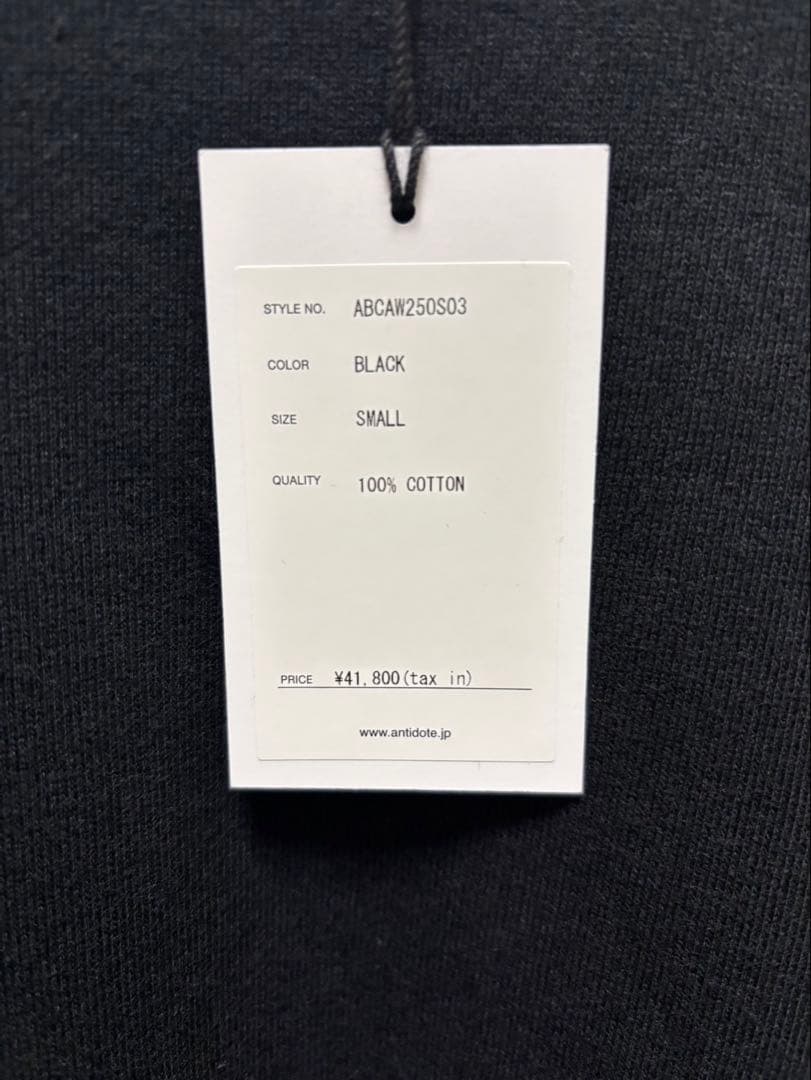 STYLE NO. ABCAW250S03
COLOR BLACK
SIZE SMALL
QUALITY 100% COTTON
PRICE ¥41,800(tax in)
www.antidote.jp